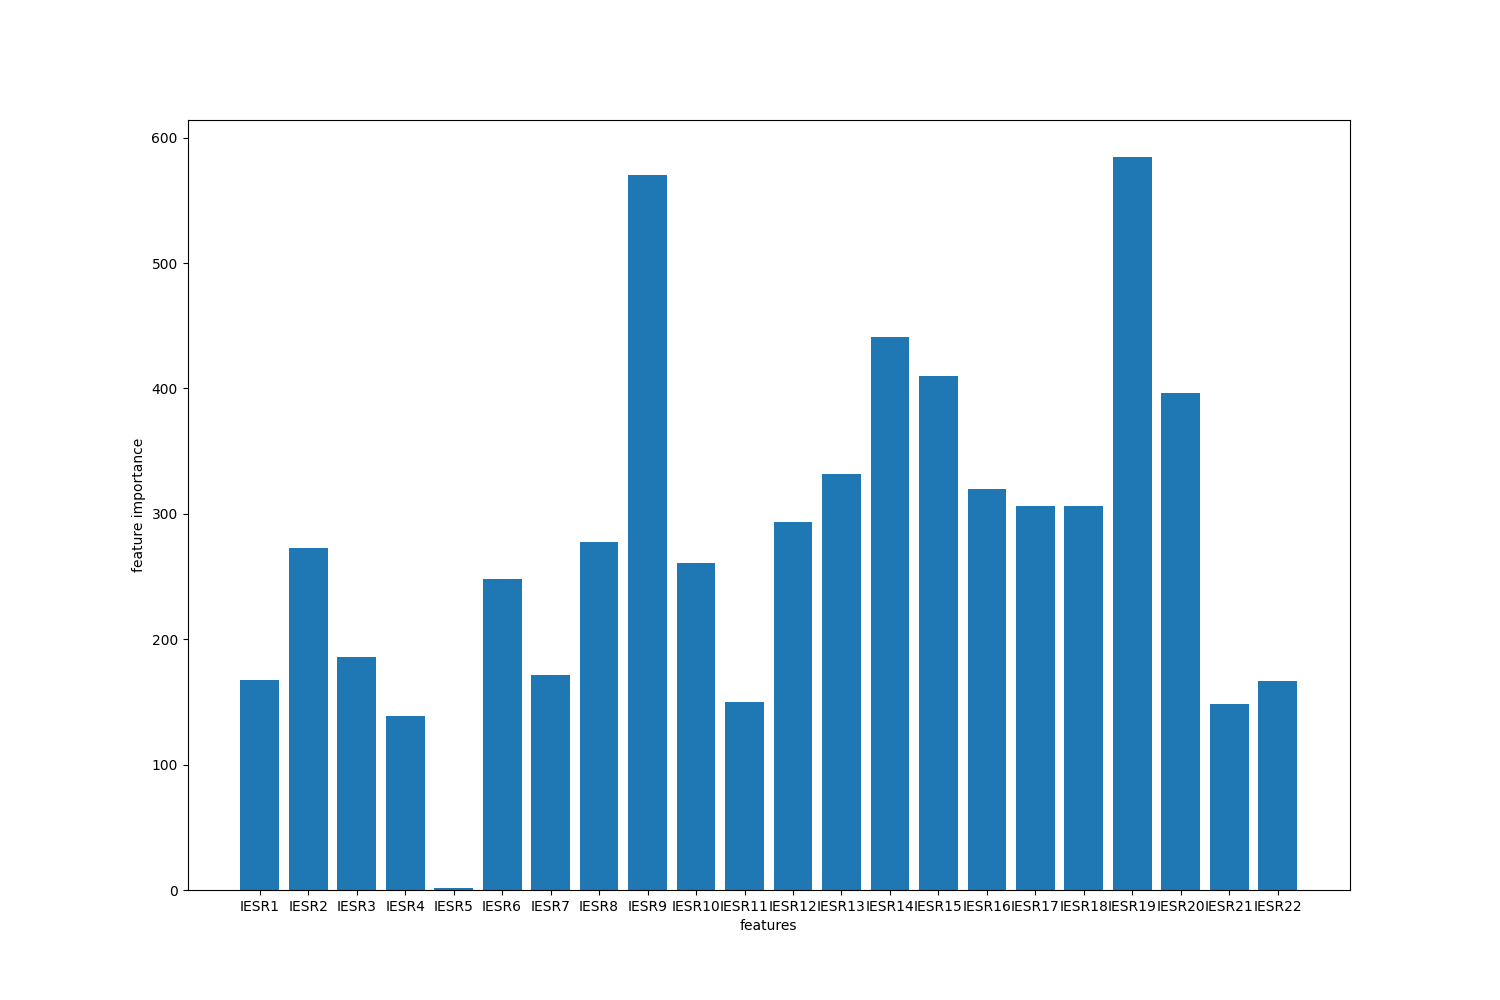 600
500
400
300
200
100
0
feature importance
IESR1 IESR2 IESR3 IESR4 IESR5 IESR6 IESR7 IESR8 IESR9 IESR10 IESR11 IESR12 IESR13 IESR14 IESR15 IESR16 IESR17 IESR18 IESR19 IESR20 IESR21 IESR22
features